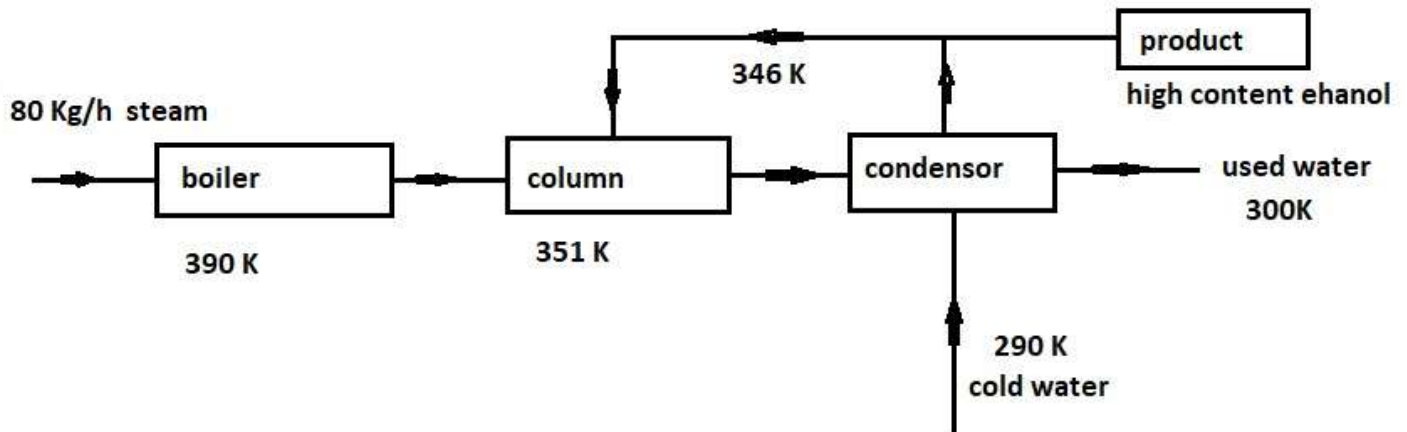 product
346 K
high content ehanol
80 Kg/h steam
boiler
column
condensor
used water
300K
390 K
351 K
290 K
cold water